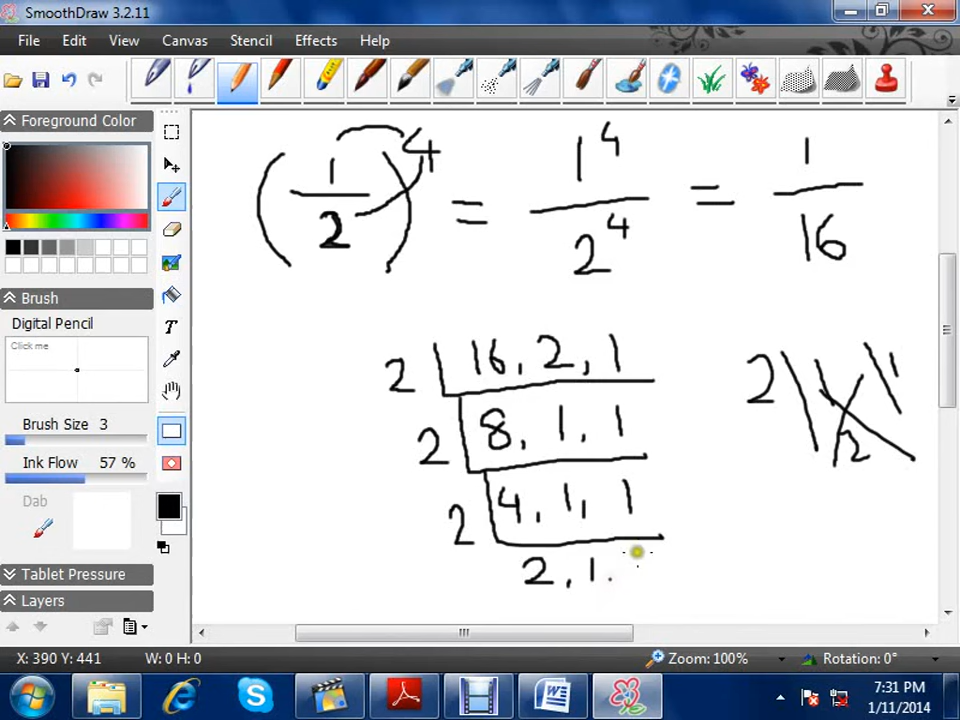 SmoothDraw 3.2.11
File Edit View Canvas Stencil Effects Help
Foreground Color
Brush
Digital Pencil
Click me
Brush Size 3
Ink Flow 57 %
Dab
Tablet Pressure
Layers
(1/2)^4 = 1^4/2^4 = 1/16
2 | 16, 2, 1
2 | 8, 1, 1
2 | 4, 1, 1
2, 1.
2
2
X: 390 Y: 441 W: 0 H: 0 Zoom: 100% Rotation: 0°
W
7:31 PM
1/11/2014